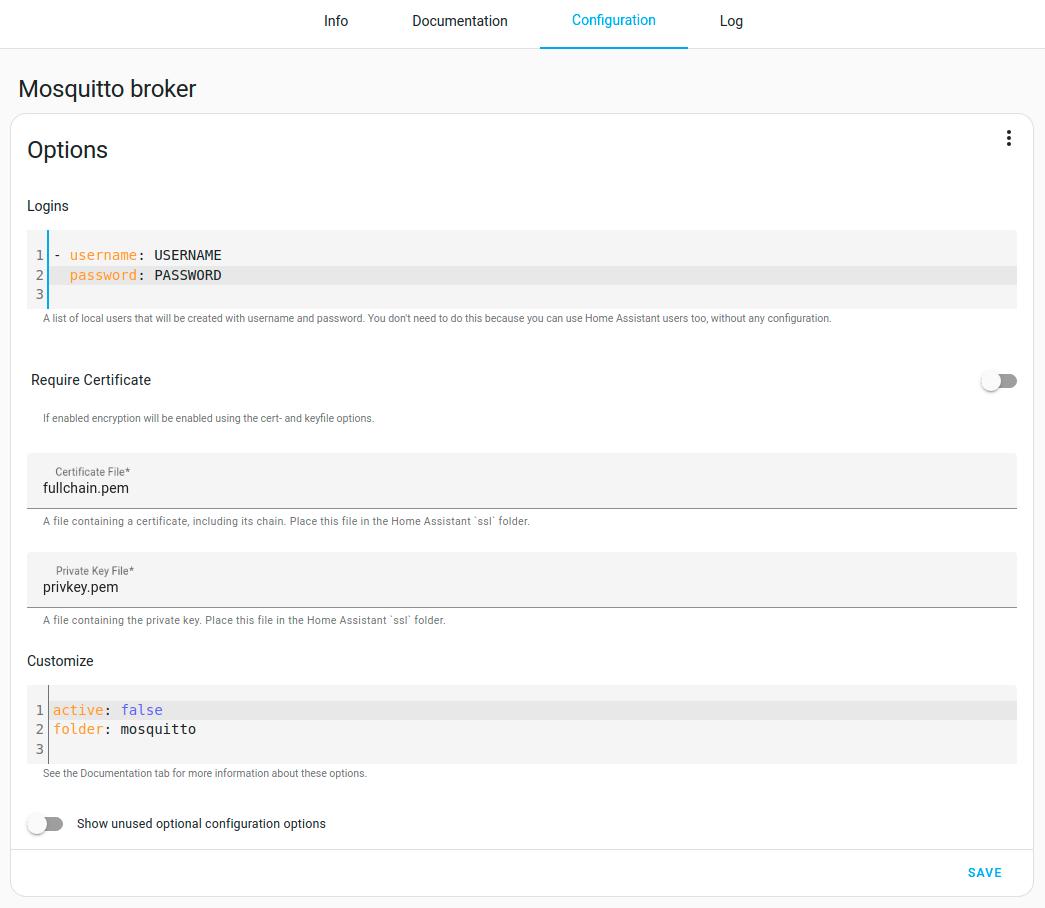 Info Documentation Configuration Log
Mosquitto broker
Options
Logins
1 - username: USERNAME
2 password: PASSWORD
3
A list of local users that will be created with username and password. You don't need to do this because you can use Home Assistant users too, without any configuration.
Require Certificate
If enabled encryption will be enabled using the cert- and keyfile options.
Certificate File*
fullchain.pem
A file containing a certificate, including its chain. Place this file in the Home Assistant `ssl` folder.
Private Key File*
privkey.pem
A file containing the private key. Place this file in the Home Assistant `ssl` folder.
Customize
1 active: false
2 folder: mosquitto
3
See the Documentation tab for more information about these options.
Show unused optional configuration options
SAVE